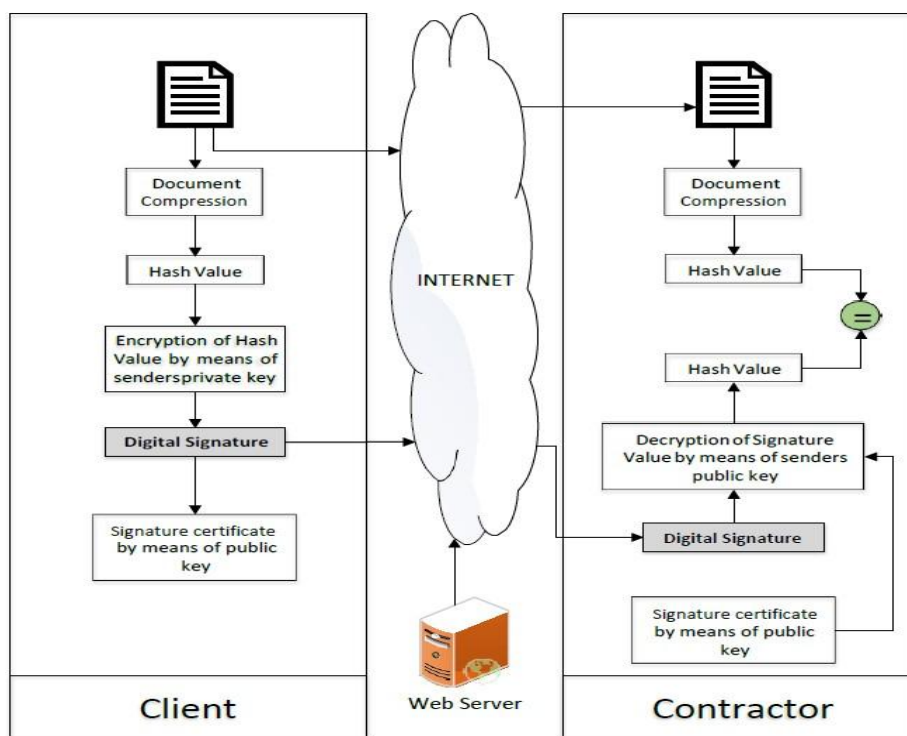 Document
Compression
Hash Value
Encryption of Hash
Value by means of
sendersprivate key
Digital Signature
Signature certificate
by means of public
key
Client
INTERNET
Web Server
Document
Compression
Hash Value
=
Hash Value
Decryption of Signature
Value by means of senders
public key
Digital Signature
Signature certificate
by means of public
key
Contractor